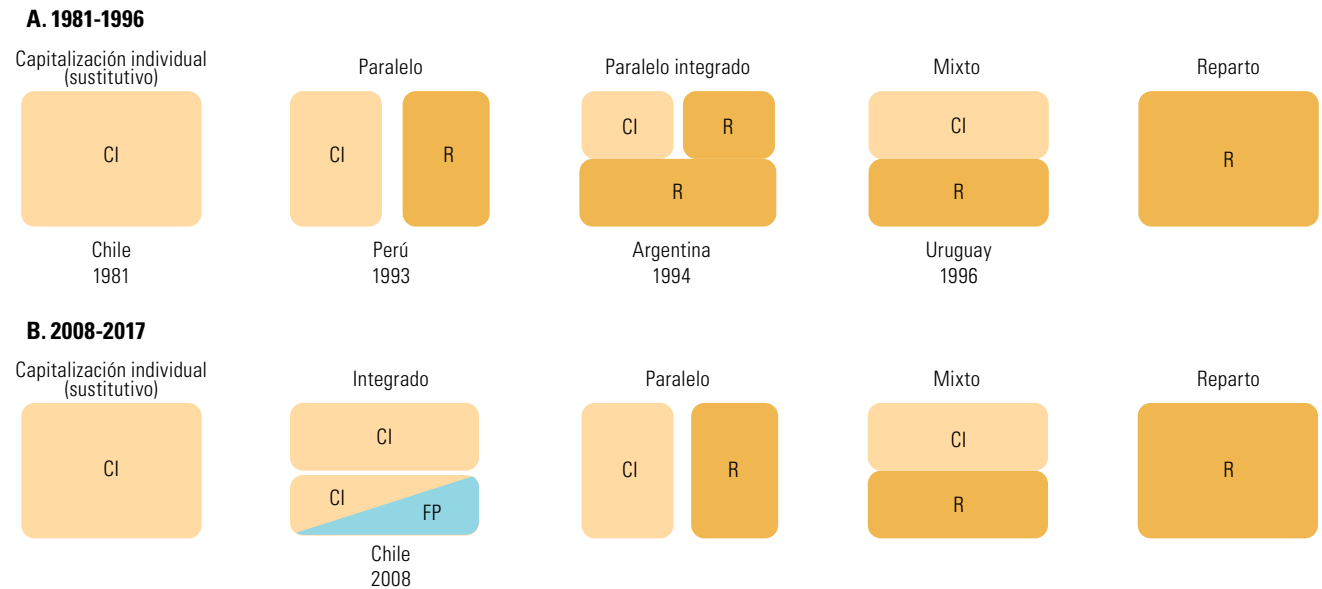 A. 1981-1996
Capitalización individual
(sustitutivo)
Paralelo
Paralelo integrado
Mixto
Reparto
CI
CI
R
CI
R
R
CI
R
R
Chile
1981
Perú
1993
Argentina
1994
Uruguay
1996
B. 2008-2017
Capitalización individual
(sustitutivo)
Integrado
Paralelo
Mixto
Reparto
CI
CI
CI
FP
CI
R
CI
R
R
Chile
2008